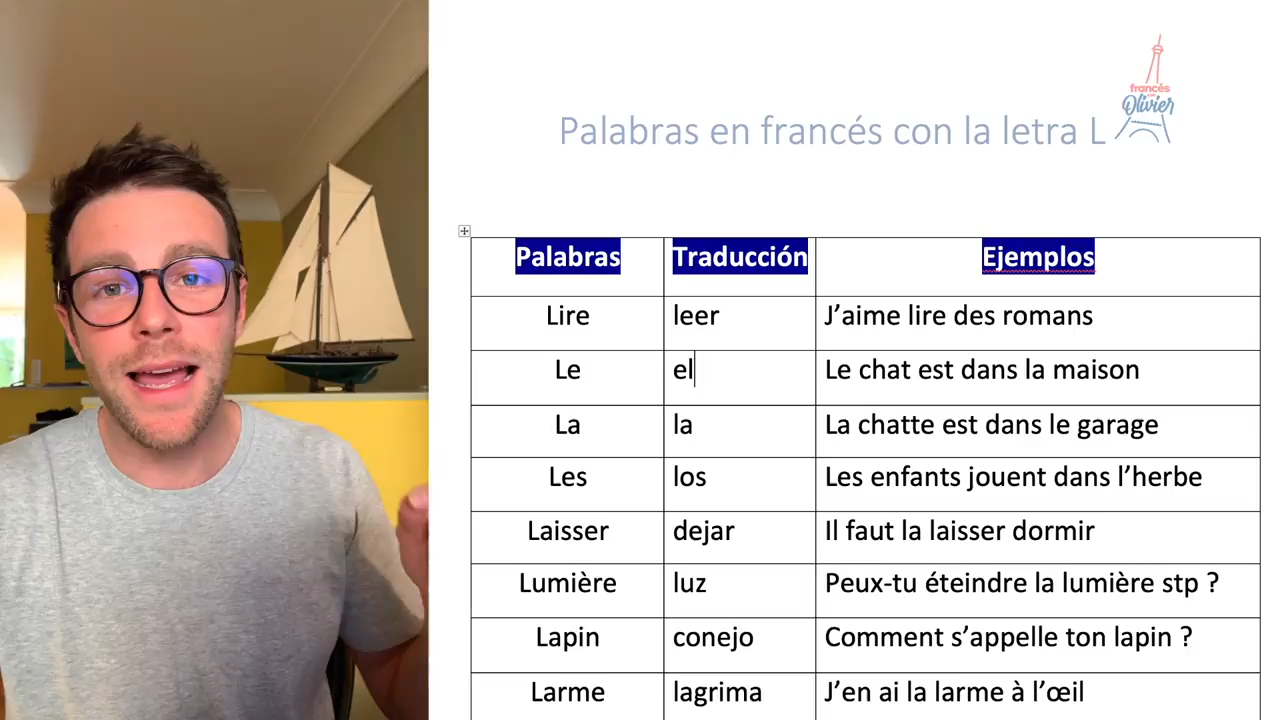 francés
con
Olivier
Palabras en francés con la letra L
Palabras Traducción Ejemplos
Lire leer J'aime lire des romans
Le el Le chat est dans la maison
La la La chatte est dans le garage
Les los Les enfants jouent dans l'herbe
Laisser dejar Il faut la laisser dormir
Lumière luz Peux-tu éteindre la lumière stp ?
Lapin conejo Comment s'appelle ton lapin ?
Larme lagrima J'en ai la larme à l'œil